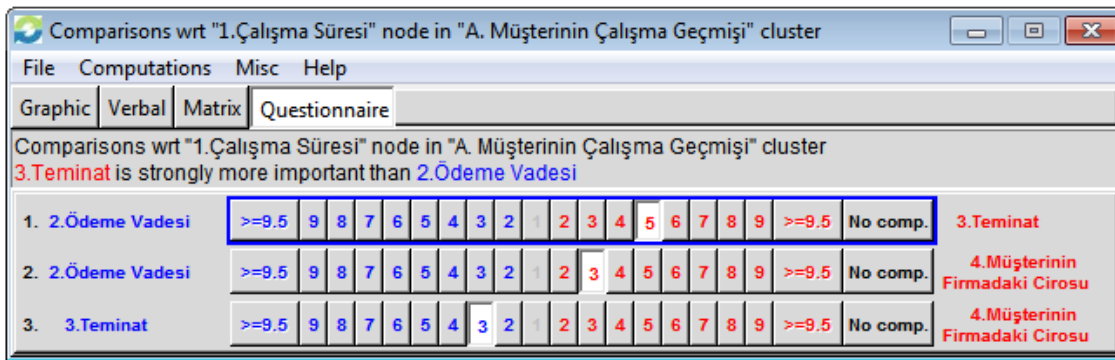 Comparisons wrt "1.Çalışma Süresi" node in "A. Müşterinin Çalışma Geçmişi" cluster
File Computations Misc Help
Graphic Verbal Matrix Questionnaire
Comparisons wrt "1.Çalışma Süresi" node in "A. Müşterinin Çalışma Geçmişi" cluster
3.Teminat is strongly more important than 2.Ödeme Vadesi
1. 2.Ödeme Vadesi >=9.5 9 8 7 6 5 4 3 2 1 2 3 4 5 6 7 8 9 >=9.5 No comp. 3.Teminat
2. 2.Ödeme Vadesi >=9.5 9 8 7 6 5 4 3 2 1 2 3 4 5 6 7 8 9 >=9.5 No comp. 4.Müşterinin
Firmadaki Cirosu
3. 3.Teminat >=9.5 9 8 7 6 5 4 3 2 1 2 3 4 5 6 7 8 9 >=9.5 No comp. 4.Müşterinin
Firmadaki Cirosu